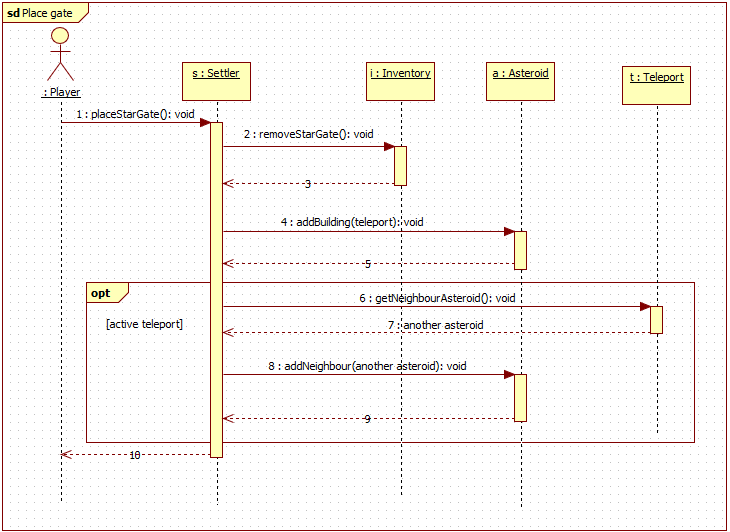 sd Place gate
: Player
s : Settler
i : Inventory
a : Asteroid
t : Teleport
1 : placeStarGate(): void
2 : removeStarGate(): void
3
4 : addBuilding(teleport): void
5
opt
6 : getNeighbourAsteroid(): void
[active teleport]
7 : another asteroid
8 : addNeighbour(another asteroid): void
9
10